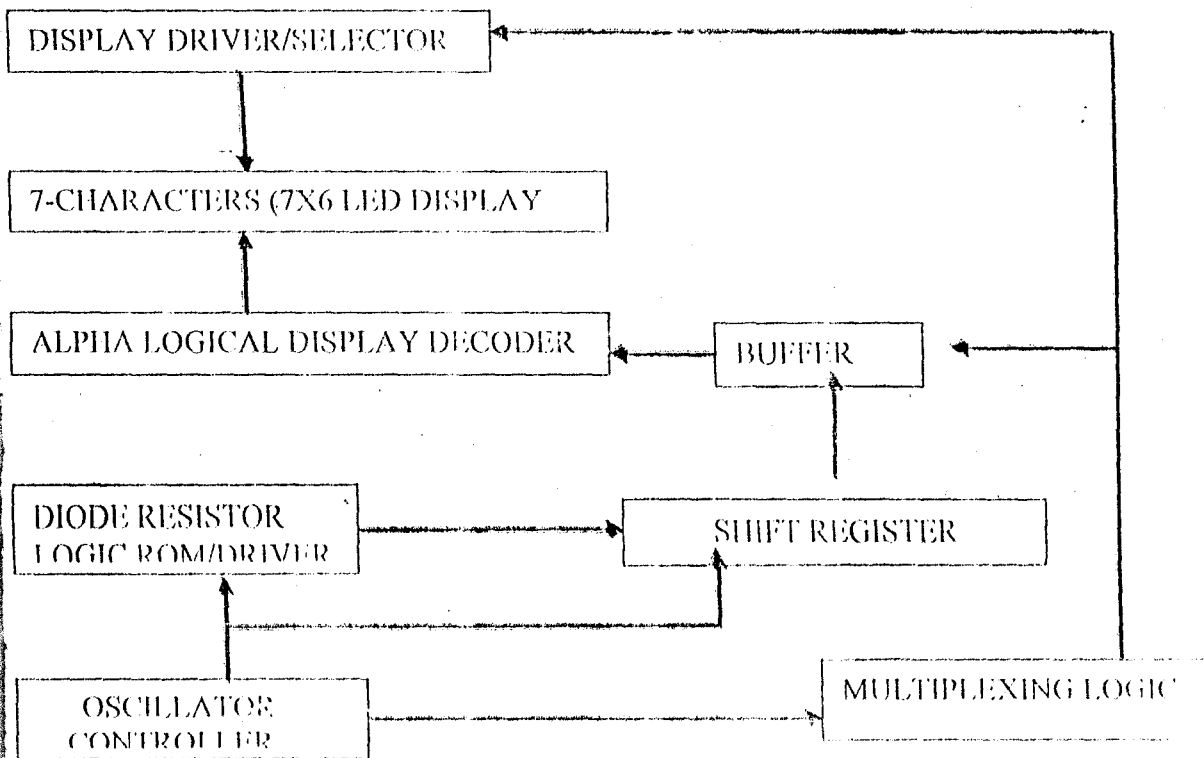 DISPLAY DRIVER/SELECTOR
7-CHARACTERS (7X6 LED DISPLAY
ALPHA LOGICAL DISPLAY DECODER
BUFFER
DIODE RESISTOR
LOGIC ROM/DRIVER
SHIFT REGISTER
OSCILLATOR
CONTROLLER
MULTIPLEXING LOGIC